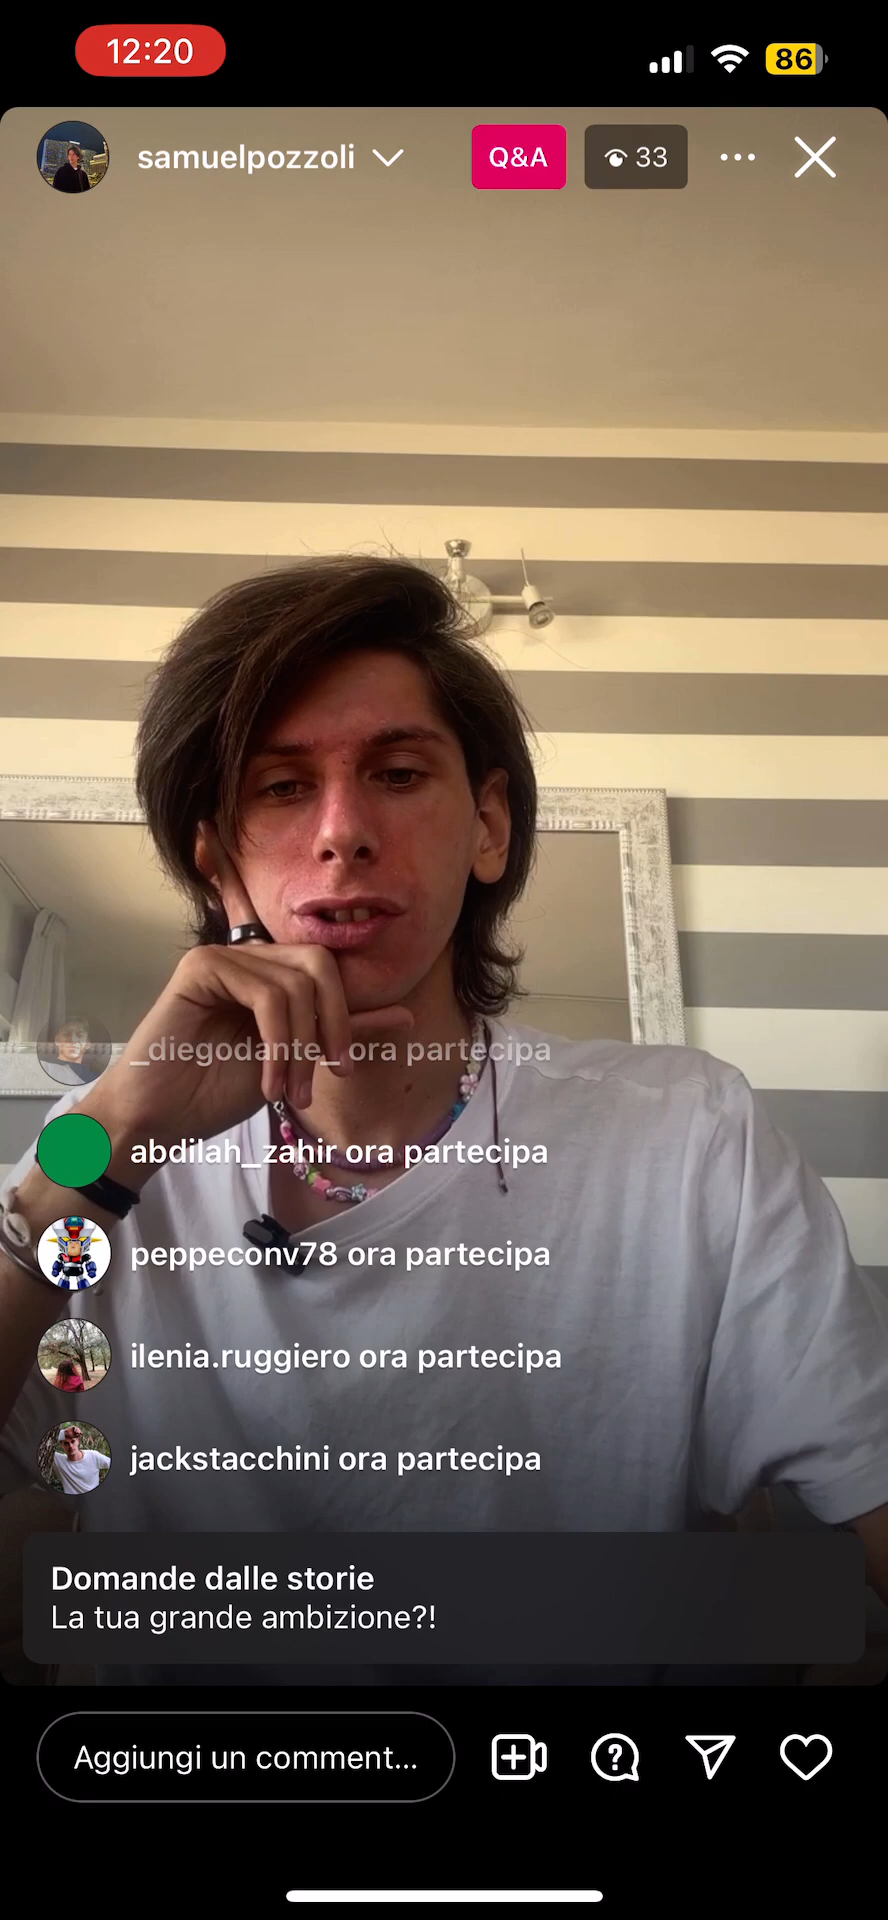 12:20
86
samuelpozzoli
Q&A
33
_diegodante_ ora partecipa
abdilah_zahir ora partecipa
peppeconv78 ora partecipa
ilenia.ruggiero ora partecipa
jackstacchini ora partecipa
Domande dalle storie
La tua grande ambizione?!
Aggiungi un comment...